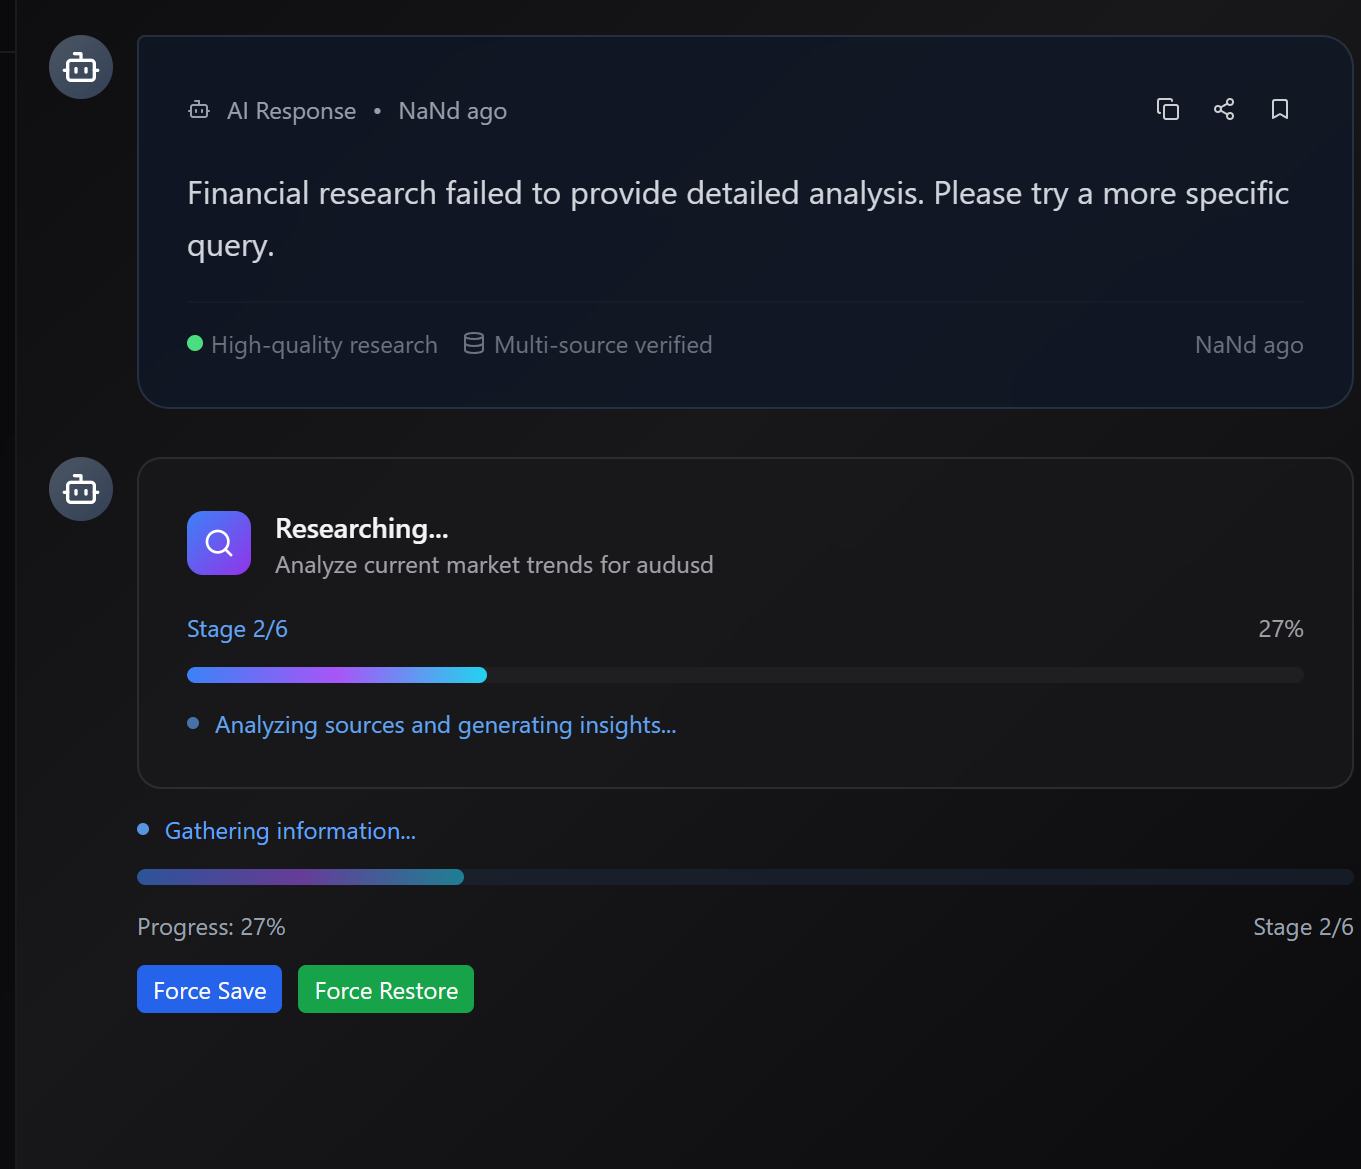 AI Response • NaNd ago
Financial research failed to provide detailed analysis. Please try a more specific
query.
High-quality research Multi-source verified NaNd ago
Researching...
Analyze current market trends for audusd
Stage 2/6 27%
Analyzing sources and generating insights...
Gathering information...
Progress: 27% Stage 2/6
Force Save Force Restore